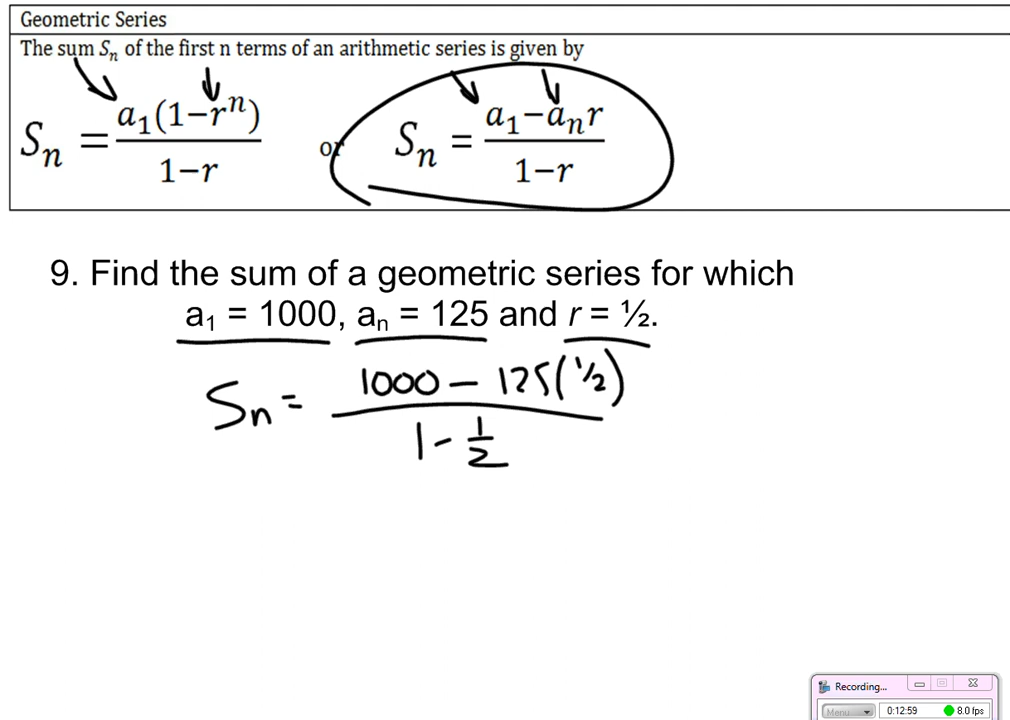 Geometric Series
The sum Sn of the first n terms of an arithmetic series is given by
Sn = a1(1−r^n) / 1−r or Sn = a1−anr / 1−r
9. Find the sum of a geometric series for which
a1 = 1000, an = 125 and r = ½.
Sn = 1000 − 125(½) / 1 − 1/2
Recording...
Menu 0:12:59 8.0 fps